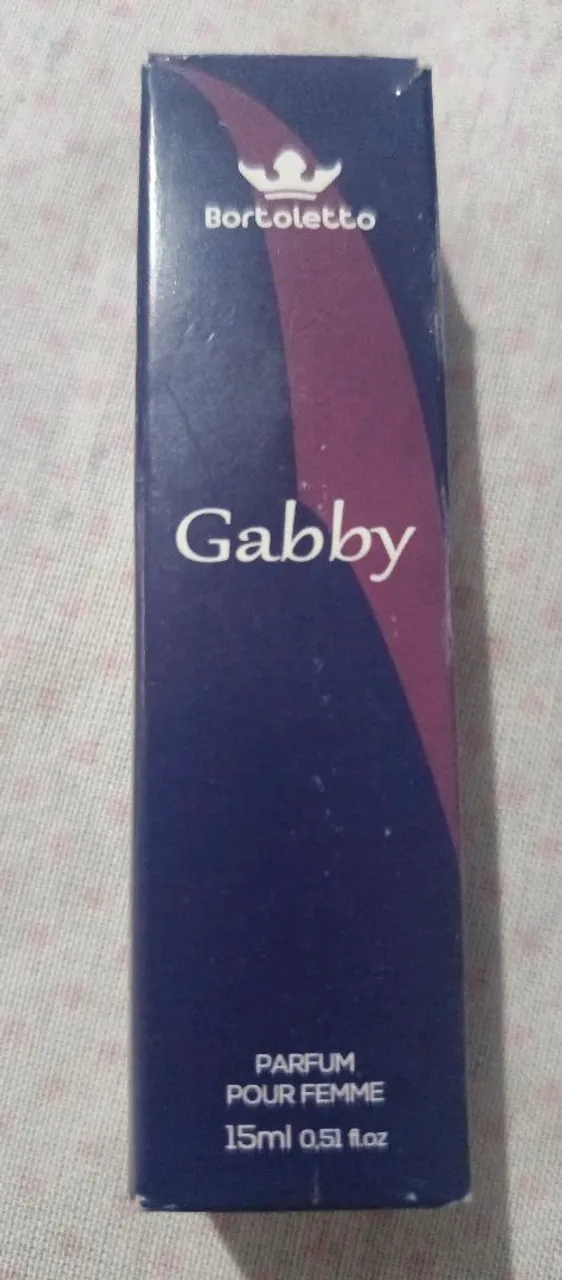 Bortoletto
Gabby
PARFUM
POUR FEMME
15ml 0,51 fl.oz